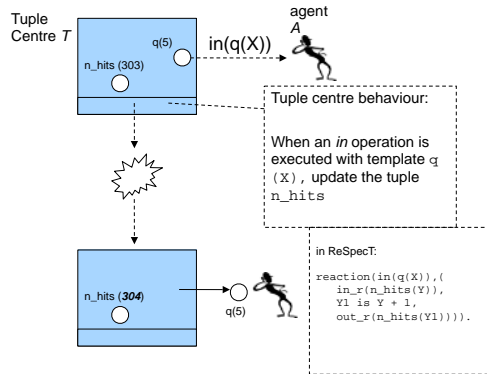 Tuple
Centre T
agent
A
q(5)
in(q(X))
n_hits (303)
Tuple centre behaviour:
When an in operation is
executed with template q
(X), update the tuple
n_hits
in ReSpecT:
reaction(in(q(X)),(
in_r(n_hits(Y)),
Y1 is Y + 1,
out_r(n_hits(Y1)))).
n_hits (304)
q(5)